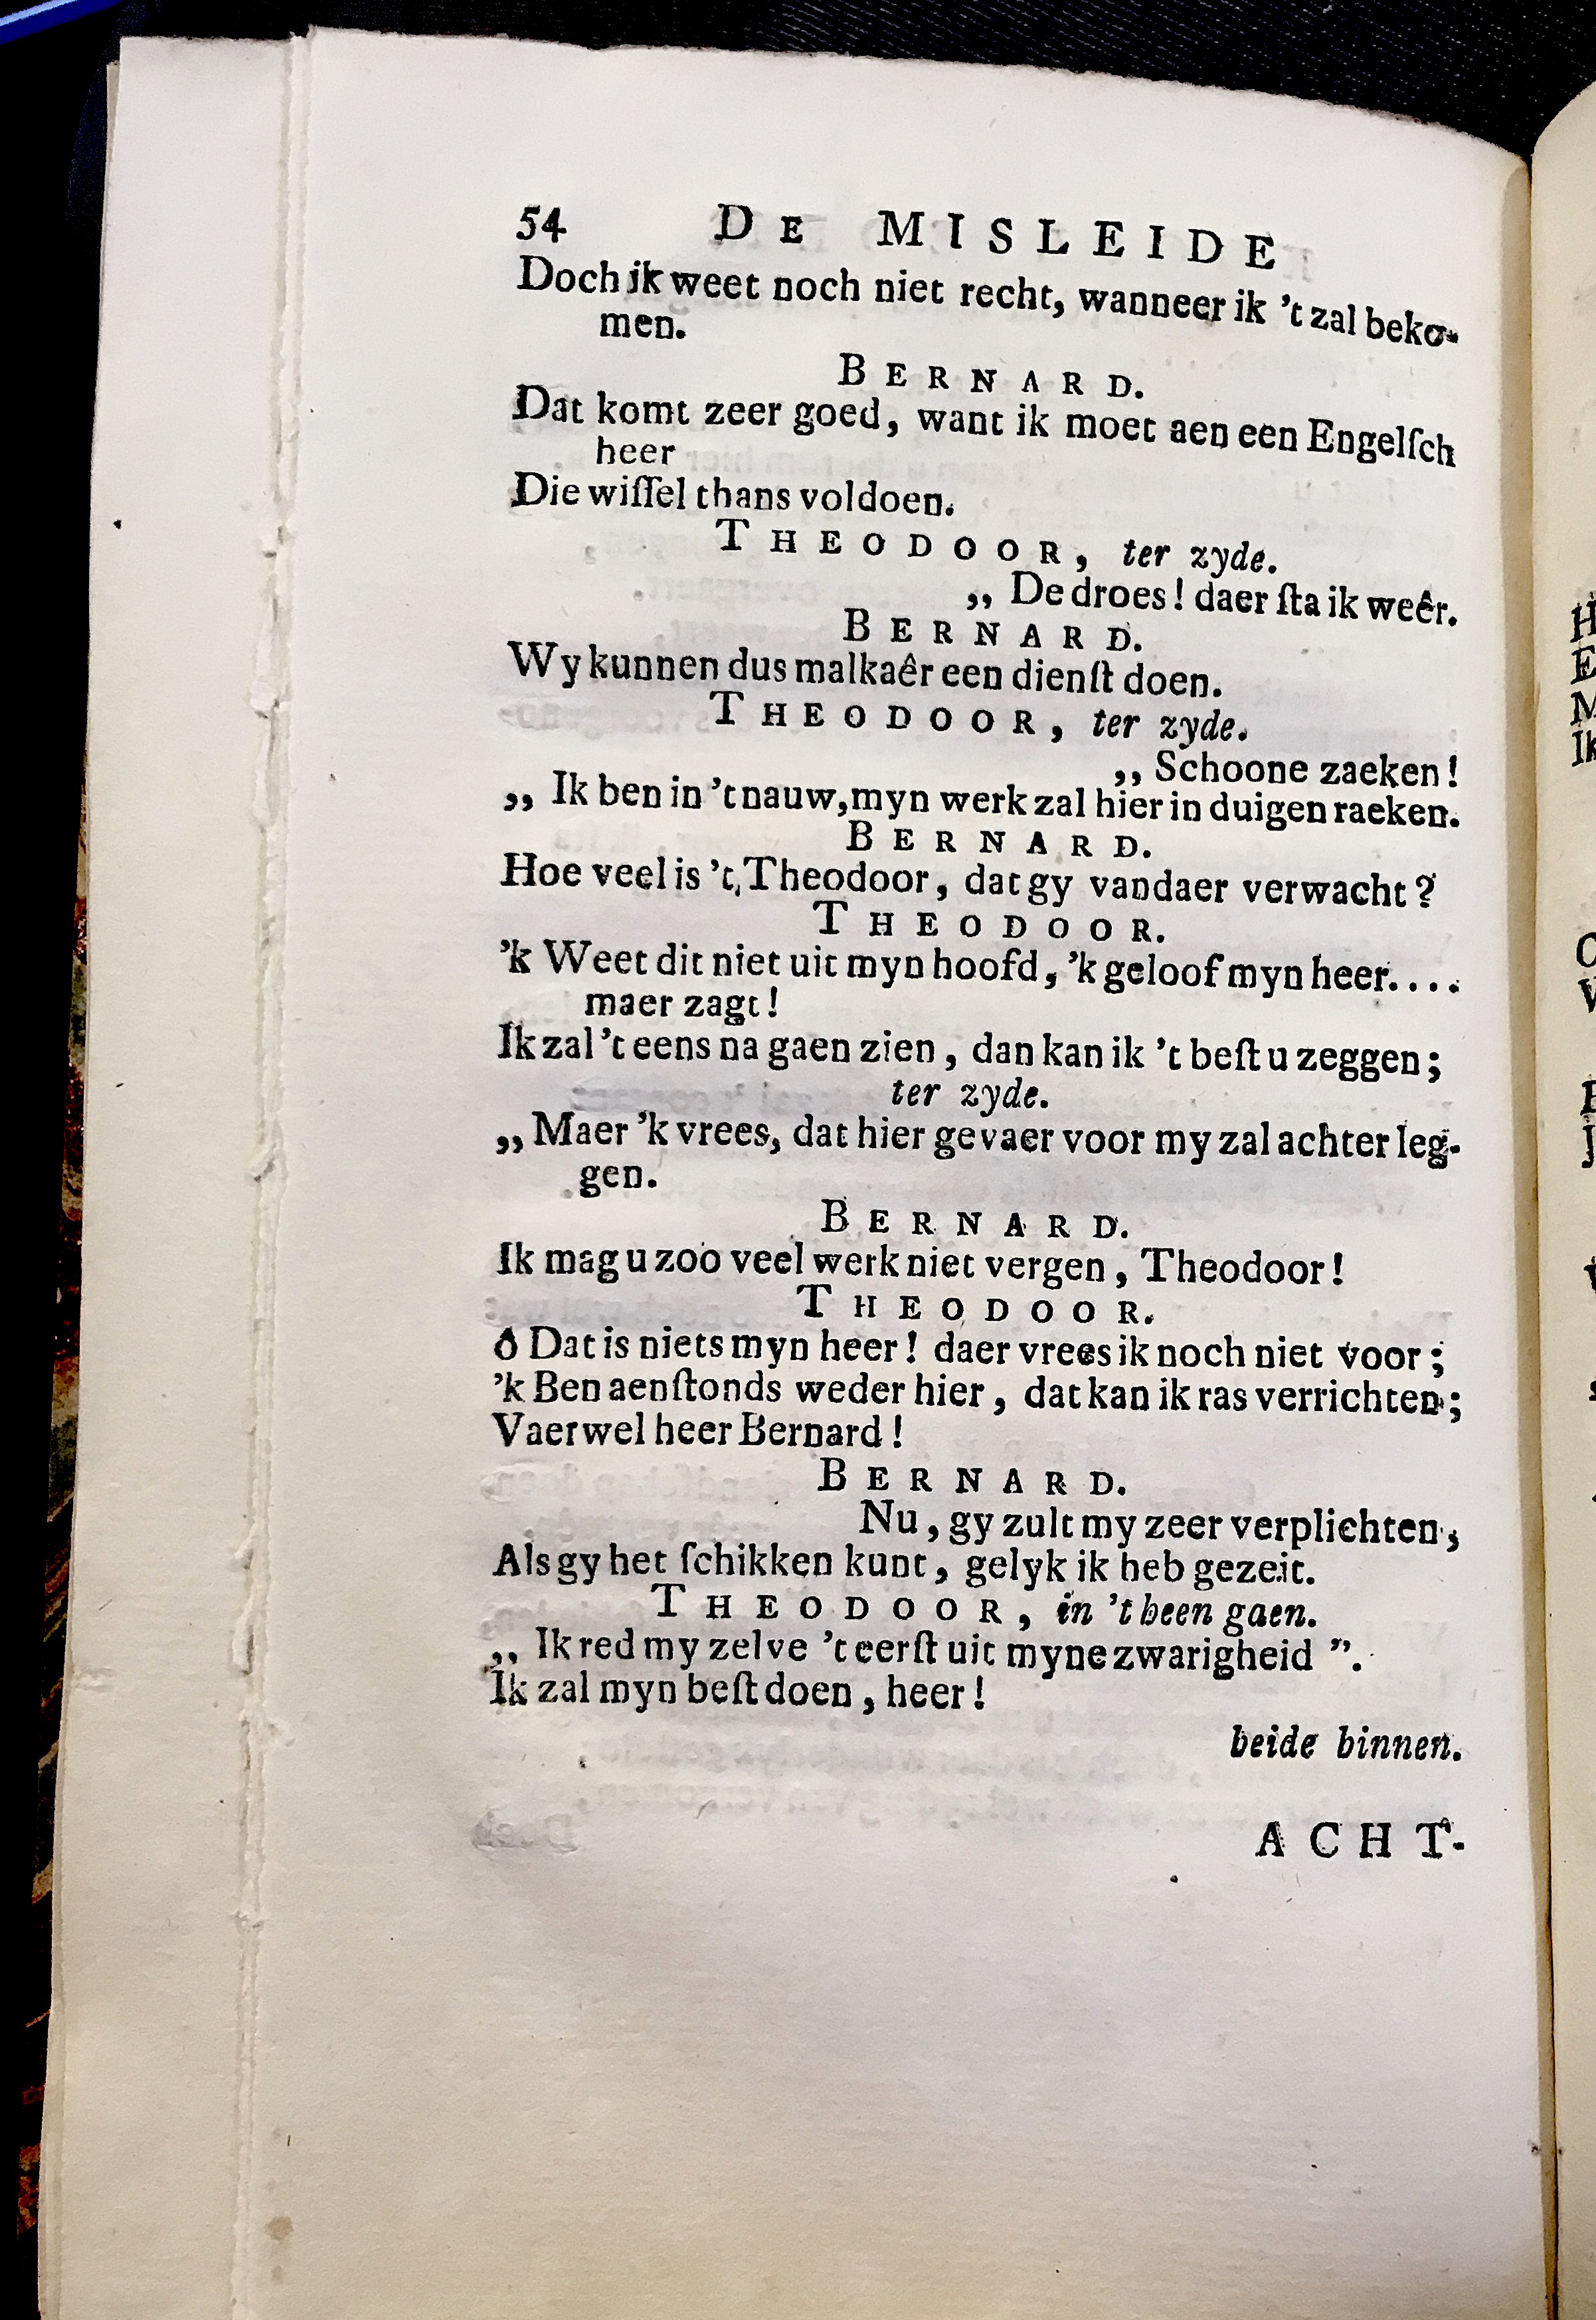 54 DE MISLEIDE
Doch ik weet noch niet recht, wanneer ik 't zal beko-
men.
BERNARD.
Dat komt zeer goed, want ik moet aen een Engelſch
heer
Die wiſſel thans voldoen.
THEODOOR, ter zyde.
,, De droes! daer ſta ik weêr.
BERNARD.
Wy kunnen dus malkaêr een dienſt doen.
THEODOOR, ter zyde.
,, Schoone zaeken!
,, Ik ben in 't nauw, myn werk zal hier in duigen raeken.
BERNARD.
Hoe veel is 't, Theodoor, dat gy vandaer verwacht?
THEODOOR.
'k Weet dit niet uit myn hoofd, 'k geloof myn heer....
maer zagt!
Ik zal 't eens na gaen zien, dan kan ik 't beſt u zeggen;
ter zyde.
,, Maer 'k vrees, dat hier gevaer voor my zal achter leg-
gen.
BERNARD.
Ik mag u zoo veel werk niet vergen, Theodoor!
THEODOOR.
ô Dat is niets myn heer! daer vrees ik noch niet voor;
'k Ben aenſtonds weder hier, dat kan ik ras verrichten;
Vaerwel heer Bernard!
BERNARD.
Nu, gy zult my zeer verplichten,
Als gy het ſchikken kunt, gelyk ik heb gezeit.
THEODOOR, in 't heen gaen.
,, Ik red my zelve 't eerſt uit myne zwarigheid ".
Ik zal myn beſt doen, heer!
beide binnen.
ACHT-